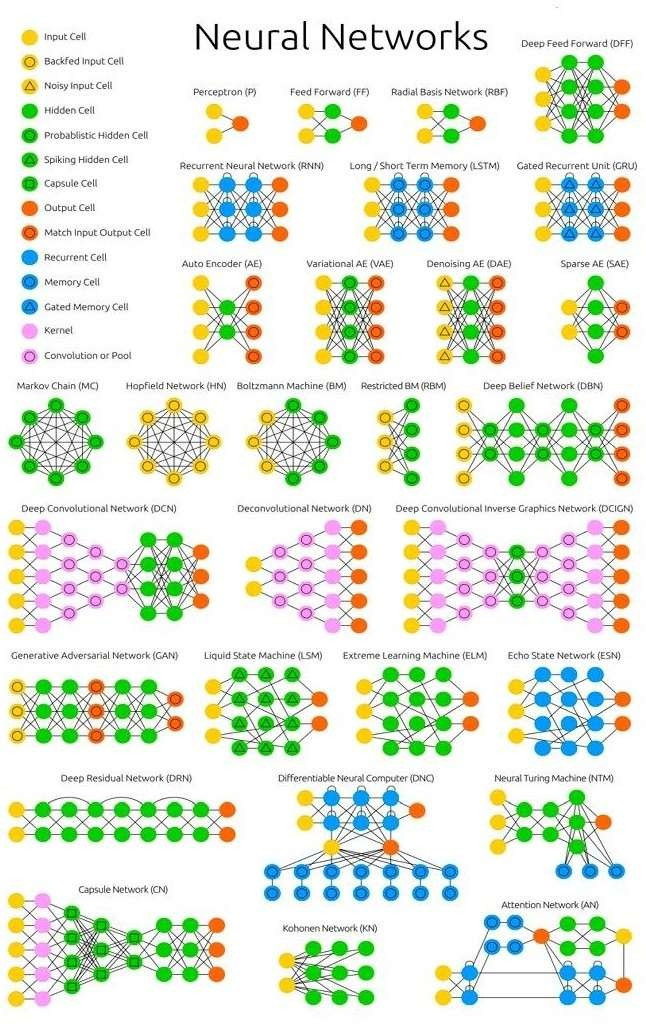 Neural Networks
Input Cell
Backfed Input Cell
Noisy Input Cell
Hidden Cell
Probablistic Hidden Cell
Spiking Hidden Cell
Capsule Cell
Output Cell
Match Input Output Cell
Recurrent Cell
Memory Cell
Gated Memory Cell
Kernel
Convolution or Pool
Perceptron (P)
Feed Forward (FF)
Radial Basis Network (RBF)
Deep Feed Forward (DFF)
Recurrent Neural Network (RNN)
Long / Short Term Memory (LSTM)
Gated Recurrent Unit (GRU)
Auto Encoder (AE)
Variational AE (VAE)
Denoising AE (DAE)
Sparse AE (SAE)
Markov Chain (MC)
Hopfield Network (HN)
Boltzmann Machine (BM)
Restricted BM (RBM)
Deep Belief Network (DBN)
Deep Convolutional Network (DCN)
Deconvolutional Network (DN)
Deep Convolutional Inverse Graphics Network (DCIGN)
Generative Adversarial Network (GAN)
Liquid State Machine (LSM)
Extreme Learning Machine (ELM)
Echo State Network (ESN)
Deep Residual Network (DRN)
Differentiable Neural Computer (DNC)
Neural Turing Machine (NTM)
Capsule Network (CN)
Kohonen Network (KN)
Attention Network (AN)